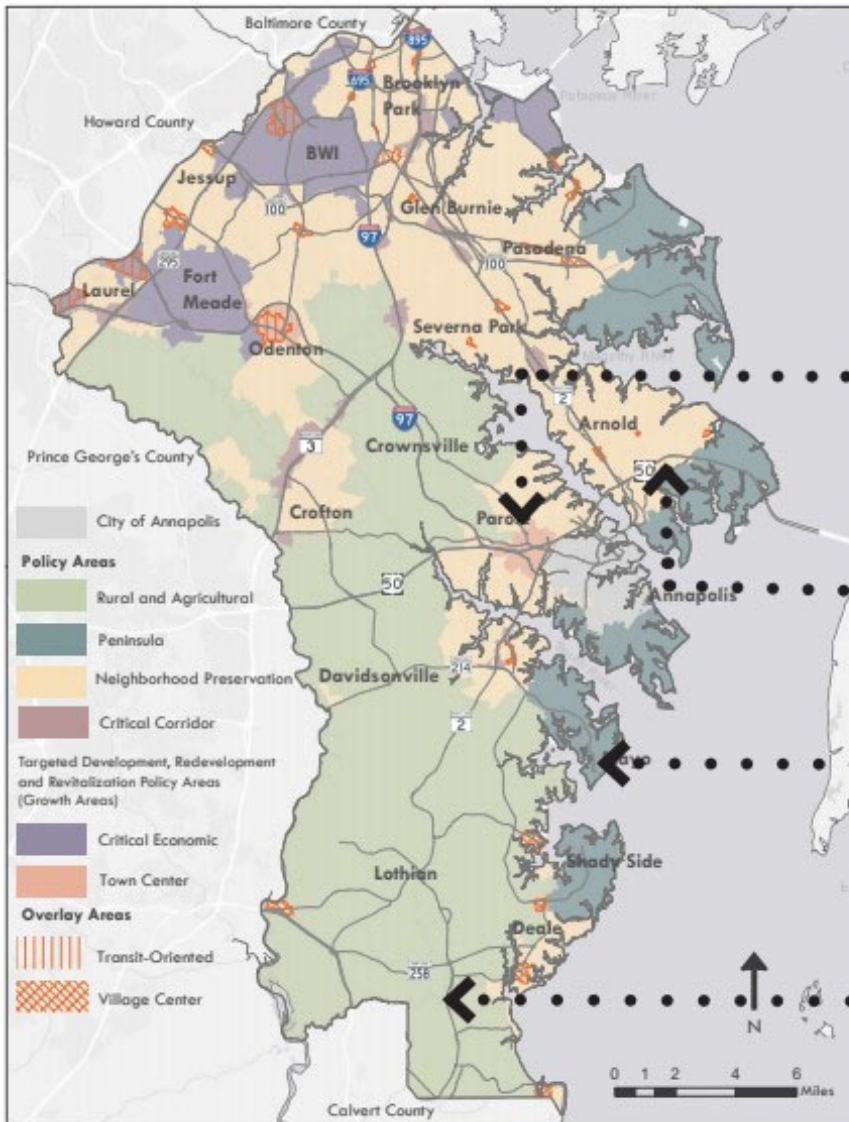 Baltimore County
895
695
Brooklyn
Park
Patapsco River
Howard County
BWI
Jessup
100
Glen Burnie
97
Pasadena
295
100
Laurel
Fort
Meade
Severna Park
Odenton
Magothy River
2
97
Arnold
Prince George's County
3
Crownsville
50
Crofton
Parole
City of Annapolis
Policy Areas
50
Rural and Agricultural
Annapolis
Peninsula
Neighborhood Preservation
Davidsonville
214
Critical Corridor
2
Targeted Development, Redevelopment
and Revitalization Policy Areas
(Growth Areas)
Critical Economic
Town Center
Lothian
Shady Side
Overlay Areas
Deale
Transit-Oriented
258
Village Center
N
0 1 2 4 6
Miles
Calvert County